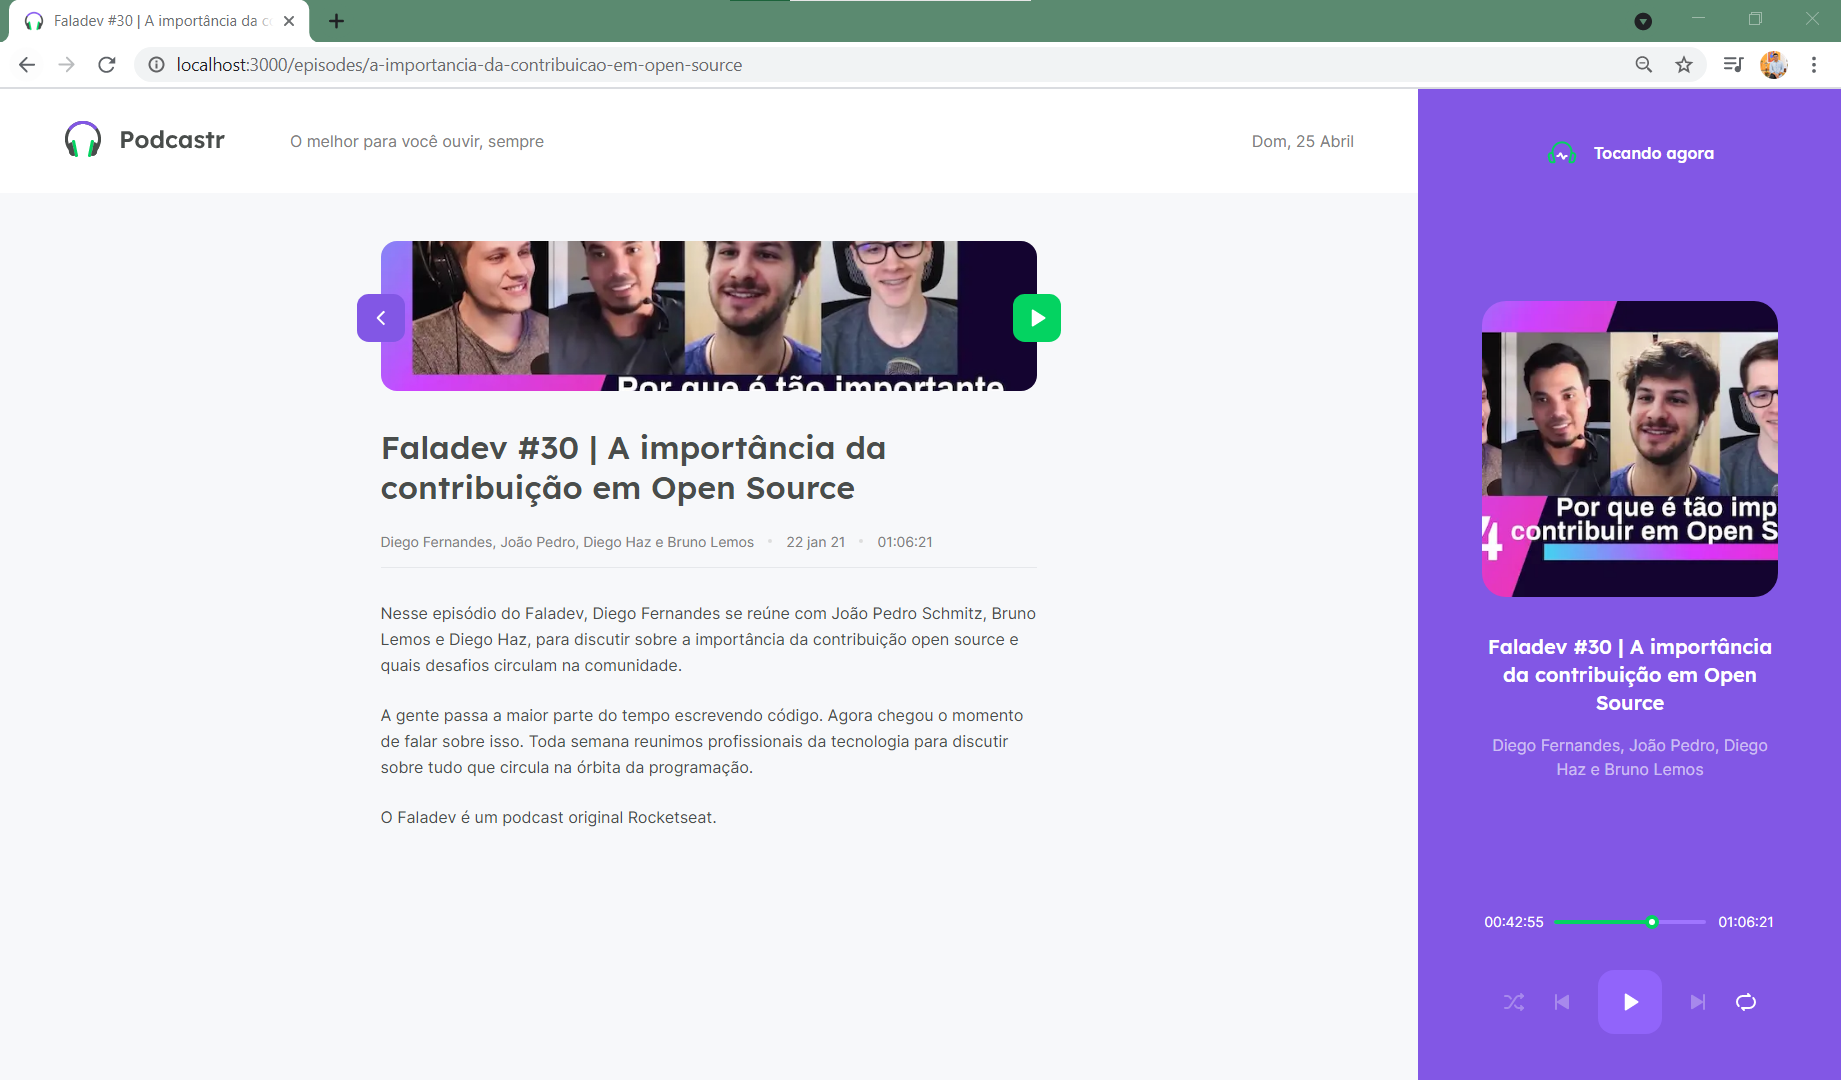 Faladev #30 | A importância da c
localhost:3000/episodes/a-importancia-da-contribuicao-em-open-source
Podcastr
O melhor para você ouvir, sempre
Dom, 25 Abril
Tocando agora
Por que é tão importante
Faladev #30 | A importância da
contribuição em Open Source
Diego Fernandes, João Pedro, Diego Haz e Bruno Lemos • 22 jan 21 • 01:06:21
Nesse episódio do Faladev, Diego Fernandes se reúne com João Pedro Schmitz, Bruno
Lemos e Diego Haz, para discutir sobre a importância da contribuição open source e
quais desafios circulam na comunidade.
A gente passa a maior parte do tempo escrevendo código. Agora chegou o momento
de falar sobre isso. Toda semana reunimos profissionais da tecnologia para discutir
sobre tudo que circula na órbita da programação.
O Faladev é um podcast original Rocketseat.
Por que é tão imp
4 contribuir em Open S
Faladev #30 | A importância
da contribuição em Open
Source
Diego Fernandes, João Pedro, Diego
Haz e Bruno Lemos
00:42:55
01:06:21